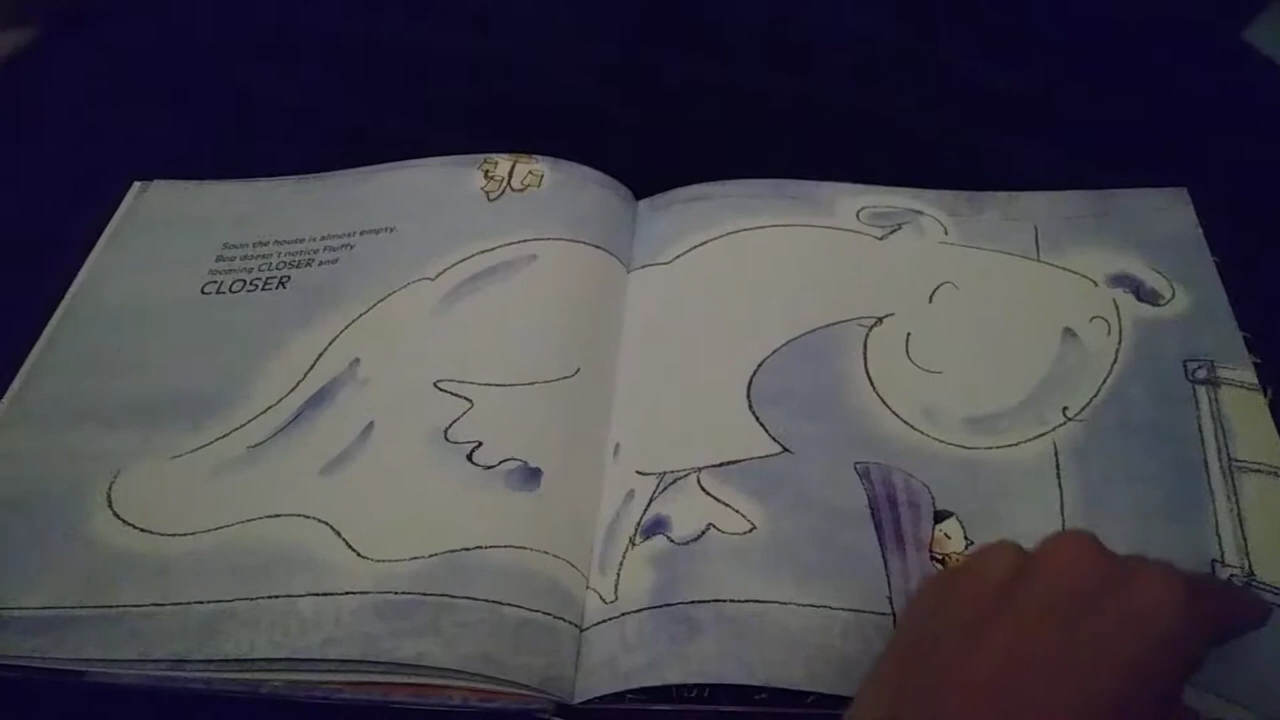 Soon the house is almost empty.
Boo doesn't notice Fluffy
looming CLOSER and
CLOSER